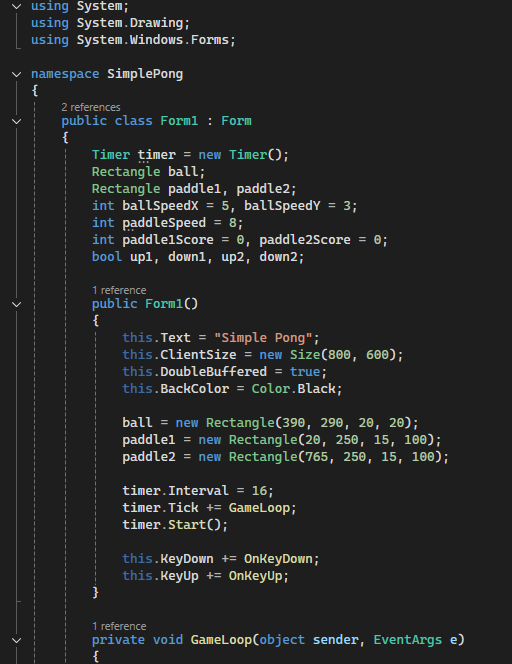 using System;
using System.Drawing;
using System.Windows.Forms;
namespace SimplePong
{
2 references
public class Form1 : Form
{
Timer timer = new Timer();
Rectangle ball;
Rectangle paddle1, paddle2;
int ballSpeedX = 5, ballSpeedY = 3;
int paddleSpeed = 8;
int paddle1Score = 0, paddle2Score = 0;
bool up1, down1, up2, down2;
1 reference
public Form1()
{
this.Text = "Simple Pong";
this.ClientSize = new Size(800, 600);
this.DoubleBuffered = true;
this.BackColor = Color.Black;
ball = new Rectangle(390, 290, 20, 20);
paddle1 = new Rectangle(20, 250, 15, 100);
paddle2 = new Rectangle(765, 250, 15, 100);
timer.Interval = 16;
timer.Tick += GameLoop;
timer.Start();
this.KeyDown += OnKeyDown;
this.KeyUp += OnKeyUp;
}
1 reference
private void GameLoop(object sender, EventArgs e)
{